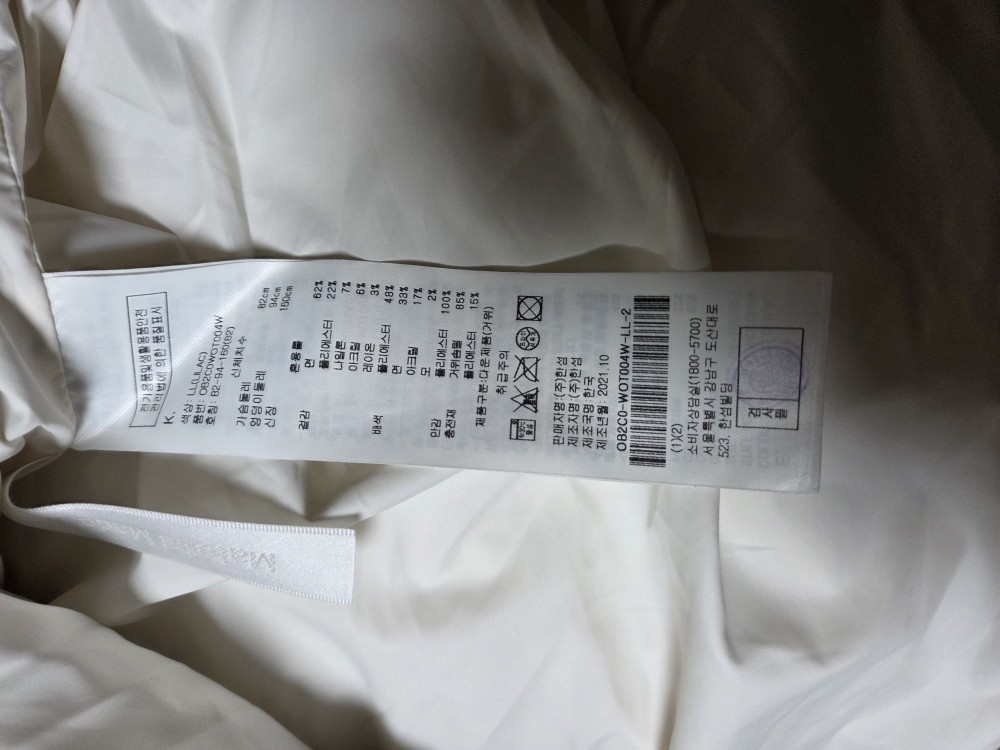 전기용품및생활용품안전
관리법에 의한 품질표시
K.
색상: LL(LILAC)
품번: OB2C0WOT004W
호칭: 82-94-160(82)
신체치수
가슴둘레 82cm
엉덩이둘레 94cm
신장 160cm
혼용률
겉감 면 62%
폴리에스터 22%
나일론 7%
아크릴 6%
레이온 3%
배색 폴리에스터 48%
면 33%
아크릴 17%
모 2%
안감 폴리에스터 100%
충전재 거위솜털 85%
폴리에스터 15%
제품구분:다운제품(거위)
취급주의
판매자명:(주)한섬
제조사명:(주)한섬
제조국명:한국
제조년월:2021.10
OB2C0-WOT004W-LL-2
(1)(2)
소비자상담실(1800-5700)
서울특별시 강남구 도산대로
523. 한섬빌딩
검사필